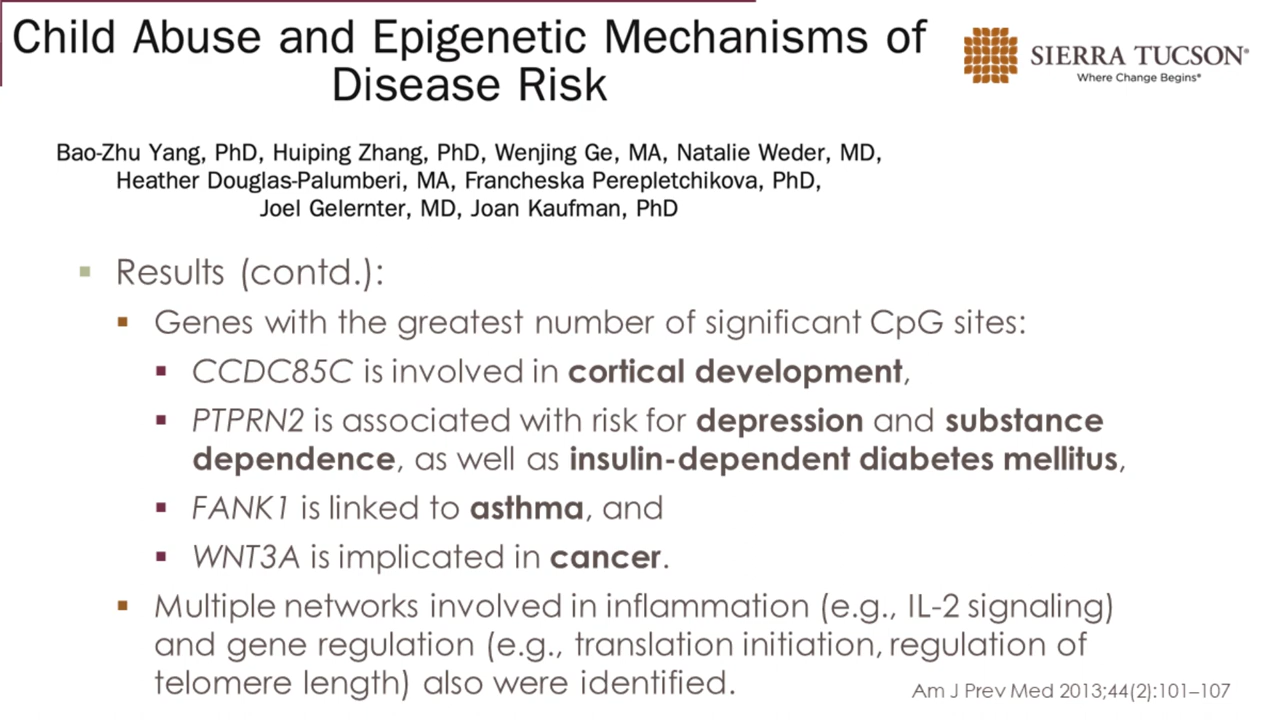 Child Abuse and Epigenetic Mechanisms of
Disease Risk
SIERRA TUCSON®
Where Change Begins®
Bao-Zhu Yang, PhD, Huiping Zhang, PhD, Wenjing Ge, MA, Natalie Weder, MD,
Heather Douglas-Palumberi, MA, Francheska Perepletchikova, PhD,
Joel Gelernter, MD, Joan Kaufman, PhD
Results (contd.):
Genes with the greatest number of significant CpG sites:
CCDC85C is involved in cortical development,
PTPRN2 is associated with risk for depression and substance
dependence, as well as insulin-dependent diabetes mellitus,
FANK1 is linked to asthma, and
WNT3A is implicated in cancer.
Multiple networks involved in inflammation (e.g., IL-2 signaling)
and gene regulation (e.g., translation initiation, regulation of
telomere length) also were identified.
Am J Prev Med 2013;44(2):101–107